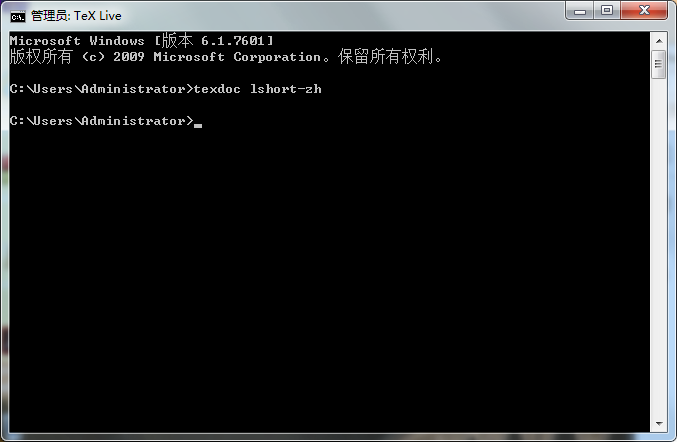 管理员: TeX Live
Microsoft Windows [版本 6.1.7601]
版权所有 (c) 2009 Microsoft Corporation。保留所有权利。
C:\Users\Administrator>texdoc lshort-zh
C:\Users\Administrator>_